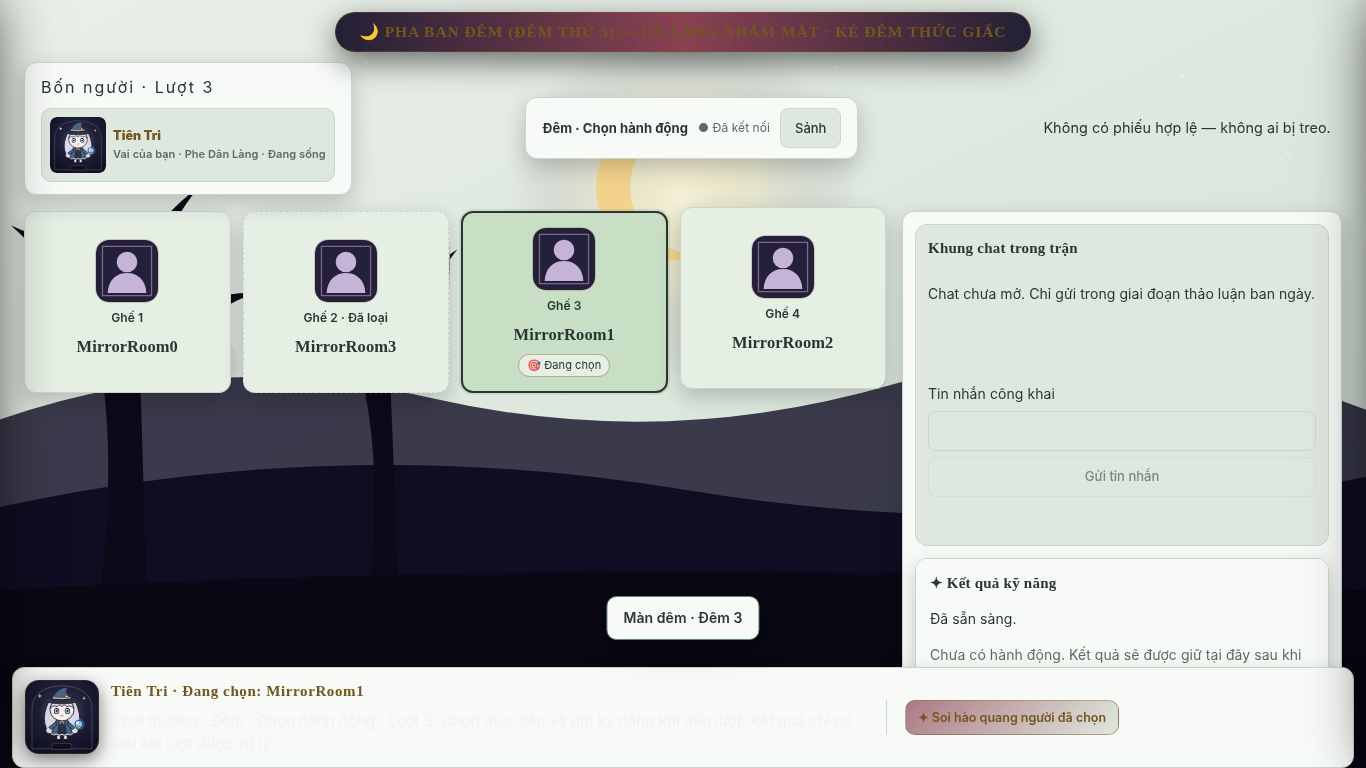 🌙 PHA BAN ĐÊM (ĐÊM THỨ 3) — CẢ LÀNG NHẮM MẮT · KẺ ĐÊM THỨC GIẤC
Bốn người · Lượt 3
Tiên Tri
Vai của bạn · Phe Dân Làng · Đang sống
Đêm · Chọn hành động
Đã kết nối
Sảnh
Không có phiếu hợp lệ — không ai bị treo.
Ghế 1
MirrorRoom0
Ghế 2 · Đã loại
MirrorRoom3
Ghế 3
MirrorRoom1
🎯 Đang chọn
Ghế 4
MirrorRoom2
Khung chat trong trận
Chat chưa mở. Chỉ gửi trong giai đoạn thảo luận ban ngày.
Tin nhắn công khai
Gửi tin nhắn
✦ Kết quả kỹ năng
Đã sẵn sàng.
Chưa có hành động. Kết quả sẽ được giữ tại đây sau khi
Màn đêm · Đêm 3
Tiên Tri · Đang chọn: MirrorRoom1
Chơi thường · Đêm · Chọn hành động · Lượt 3. Chọn mục tiêu và gửi kỹ năng khi đến lượt. Kết quả chỉ có
sau khi lượt được xử lý.
✦ Soi hào quang người đã chọn